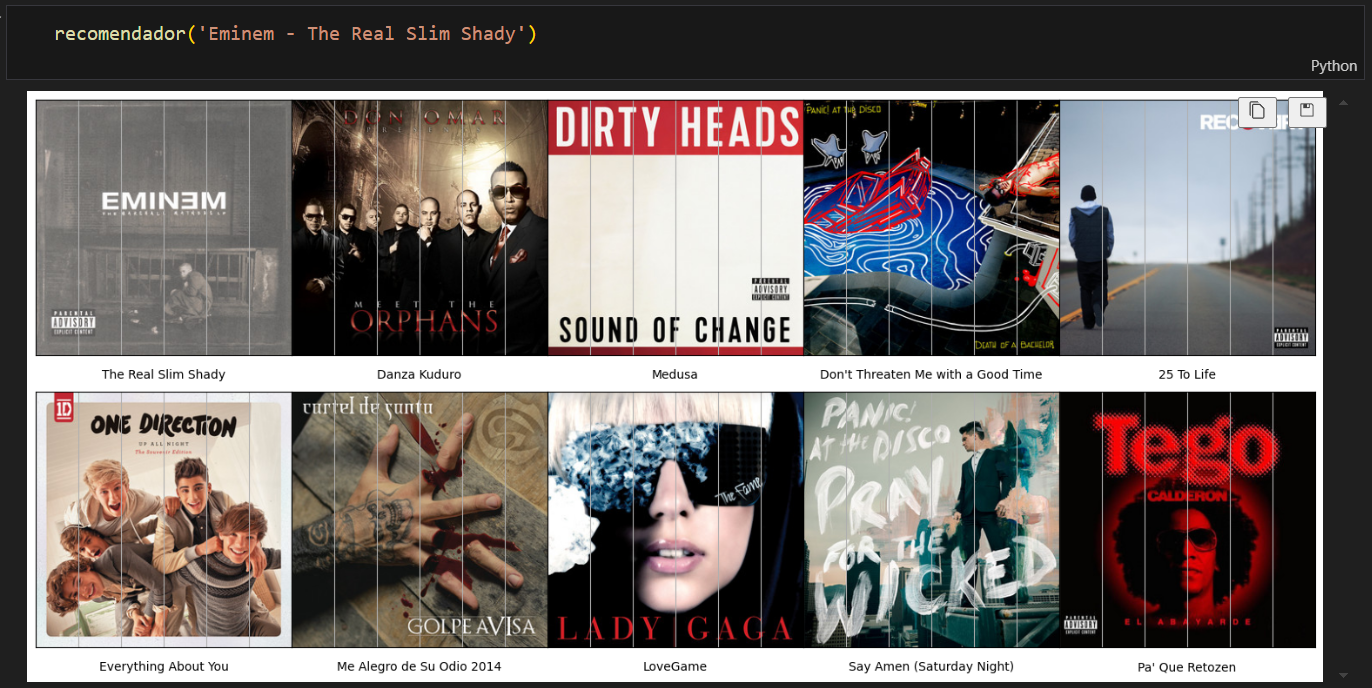 recomendador('Eminem - The Real Slim Shady')
Python
EMINEM
THE MARSHALL MATHERS LP
PARENTAL
ADVISORY
EXPLICIT CONTENT
The Real Slim Shady
DON OMAR
MEET THE
ORPHANS
Danza Kuduro
DIRTY HEADS
PARENTAL
ADVISORY
EXPLICIT CONTENT
SOUND OF CHANGE
Medusa
PANIC! AT THE DISCO
DEATH OF A BACHELOR
Don't Threaten Me with a Good Time
PARENTAL
ADVISORY
EXPLICIT CONTENT
25 To Life
1D
ONE DIRECTION
UP ALL NIGHT
The Souvenir Edition
Everything About You
cartel de santa
GOLPE AVISA
Me Alegro de Su Odio 2014
The Fame
LADY GAGA
LoveGame
PANIC!
AT THE DISCO
PRAY
FOR THE
WICKED
Say Amen (Saturday Night)
Tego
CALDERON
PARENTAL
ADVISORY
EXPLICIT CONTENT
EL ABAYARDE
Pa' Que Retozen